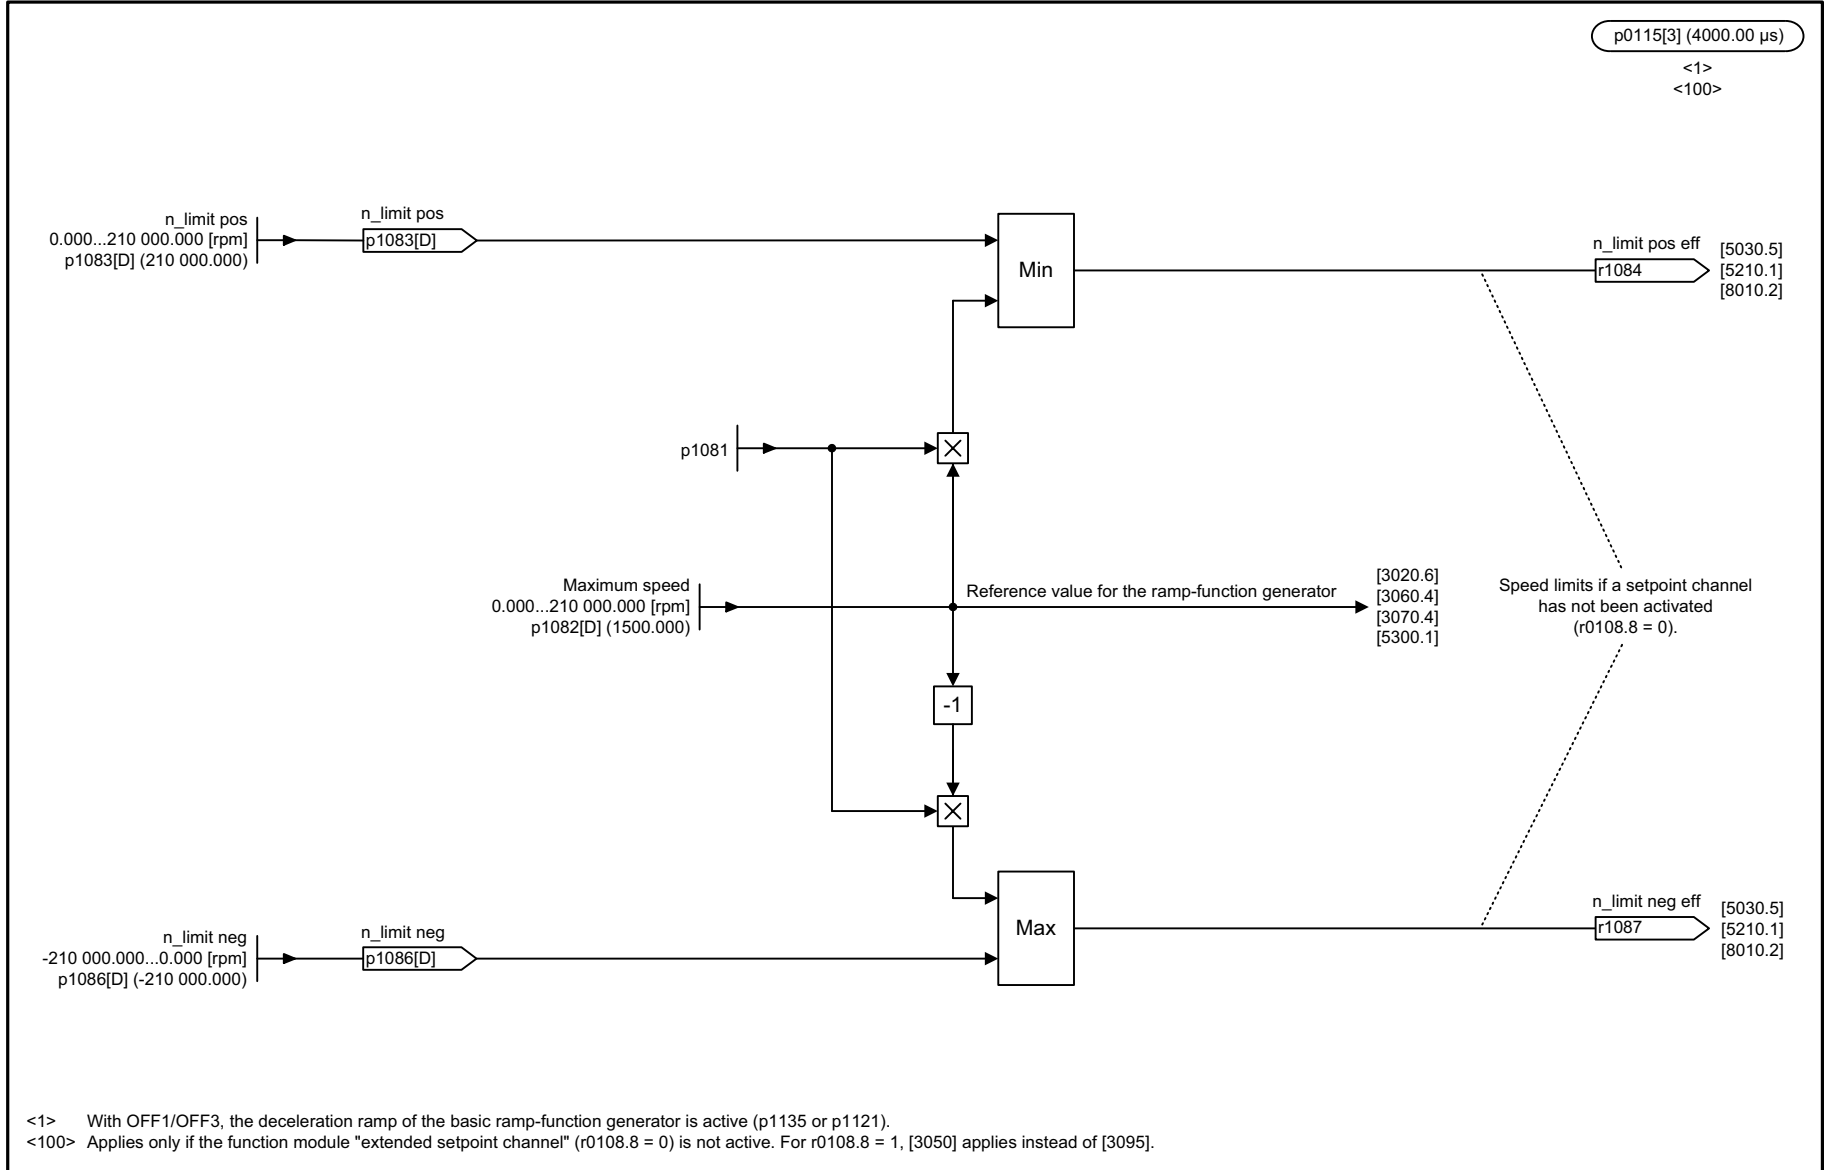 p0115[3] (4000.00 µs)
<1>
<100>
n_limit pos
0.000...210 000.000 [rpm]
p1083[D] (210 000.000)
n_limit pos
p1083[D]
Min
n_limit pos eff
r1084
[5030.5]
[5210.1]
[8010.2]
p1081
Maximum speed
0.000...210 000.000 [rpm]
p1082[D] (1500.000)
Reference value for the ramp-function generator
[3020.6]
[3060.4]
[3070.4]
[5300.1]
Speed limits if a setpoint channel
has not been activated
(r0108.8 = 0).
-1
Max
n_limit neg
-210 000.000...0.000 [rpm]
p1086[D] (-210 000.000)
n_limit neg
p1086[D]
n_limit neg eff
r1087
[5030.5]
[5210.1]
[8010.2]
<1> With OFF1/OFF3, the deceleration ramp of the basic ramp-function generator is active (p1135 or p1121).
<100> Applies only if the function module "extended setpoint channel" (r0108.8 = 0) is not active. For r0108.8 = 1, [3050] applies instead of [3095].